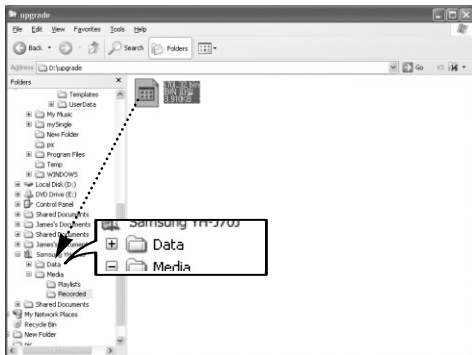 upgrade
File Edit View Favorites Tools Help
Back Search Folders
Address D:\upgrade Go
Folders
Templates
UserData
My Music
mySingle
New Folder
pic
Program Files
Temp
WINDOWS
Local Disk (D:)
DVD Drive (E:)
Control Panel
Shared Documents
James's Documents
Shared Documents
James's
Samsung
Data
Media
Playlists
Recorded
Shared Documents
My Network Places
Recycle Bin
New Folder
pic
Samsung YH-J70J
Data
Media